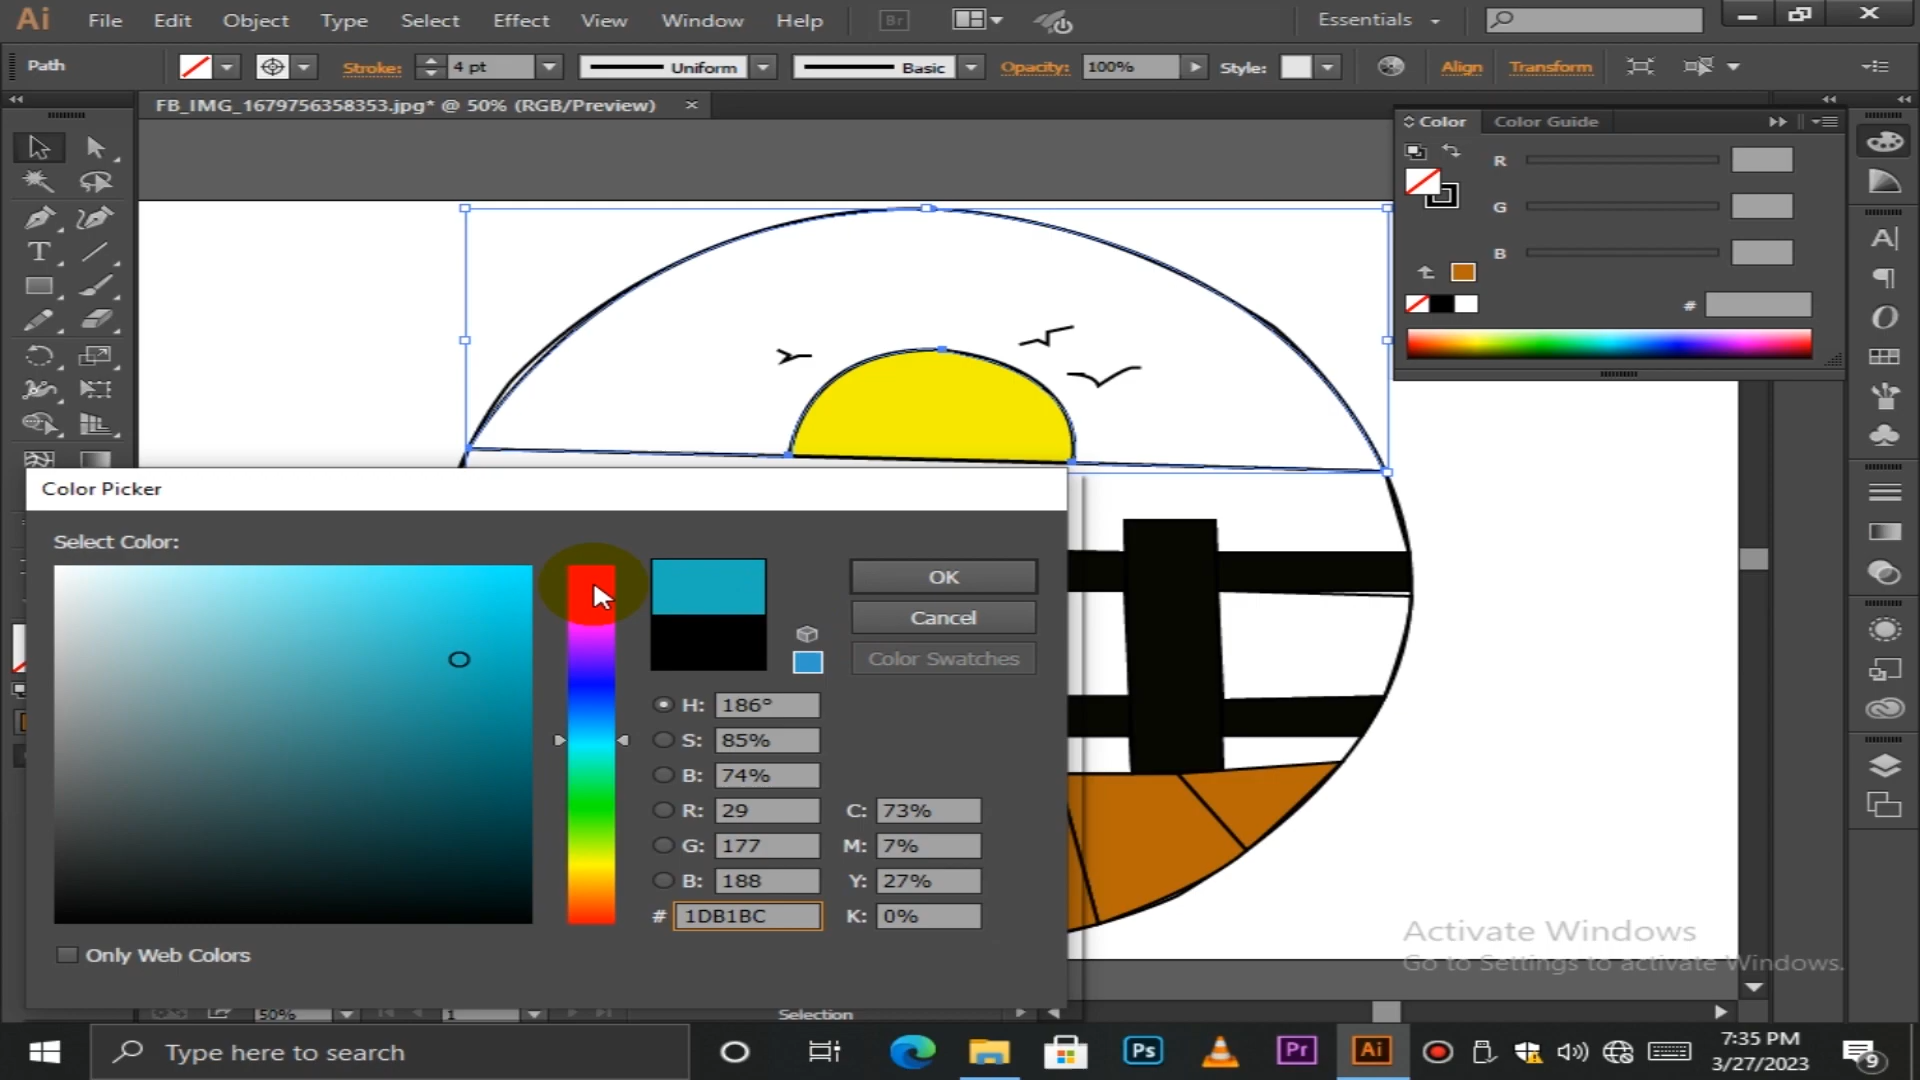 Ai File Edit Object Type Select Effect View Window Help Br Essentials
Path Stroke: 4 pt Uniform Basic Opacity: 100% Style: Align Transform
FB_IMG_1679756358353.jpg* @ 50% (RGB/Preview)
Color Color Guide
R
G
B
#
Color Picker
Select Color:
OK
Cancel
Color Swatches
H: 186°
S: 85%
B: 74%
R: 29 C: 73%
G: 177 M: 7%
B: 188 Y: 27%
# 1DB1BC K: 0%
Only Web Colors
Activate Windows
Go to Settings to activate Windows.
50% 1 Selection
Type here to search
Ps Pr Ai
7:35 PM
3/27/2023
9